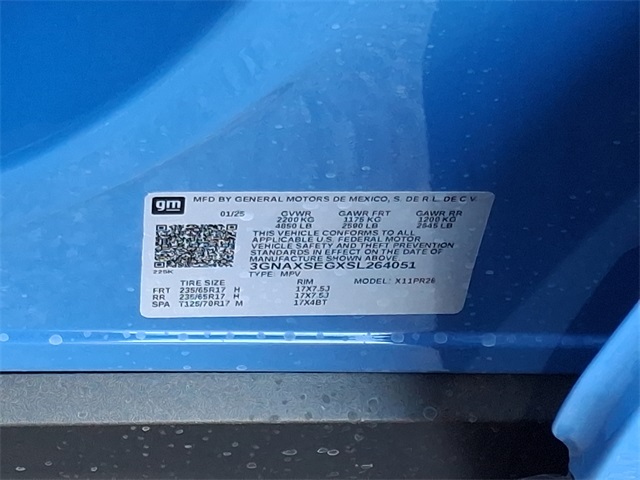 gm MFD BY GENERAL MOTORS DE MEXICO, S. DE R.L. DE C.V.
01/25 GVWR GAWR FRT GAWR RR
2200 KG 1175 KG 1200 KG
4850 LB 2590 LB 2645 LB
THIS VEHICLE CONFORMS TO ALL
APPLICABLE U.S. FEDERAL MOTOR
VEHICLE SAFETY AND THEFT PREVENTION
STANDARDS IN EFFECT ON THE DATE OF
MANUFACTURE SHOWN ABOVE.
3GNAXSEGXSL264051
TYPE: MPV
TIRE SIZE RIM MODEL: X11PR26
FRT 235/65R17 H 17X7.5J
RR 235/65R17 H 17X7.5J
SPA T125/70R17 M 17X4BT